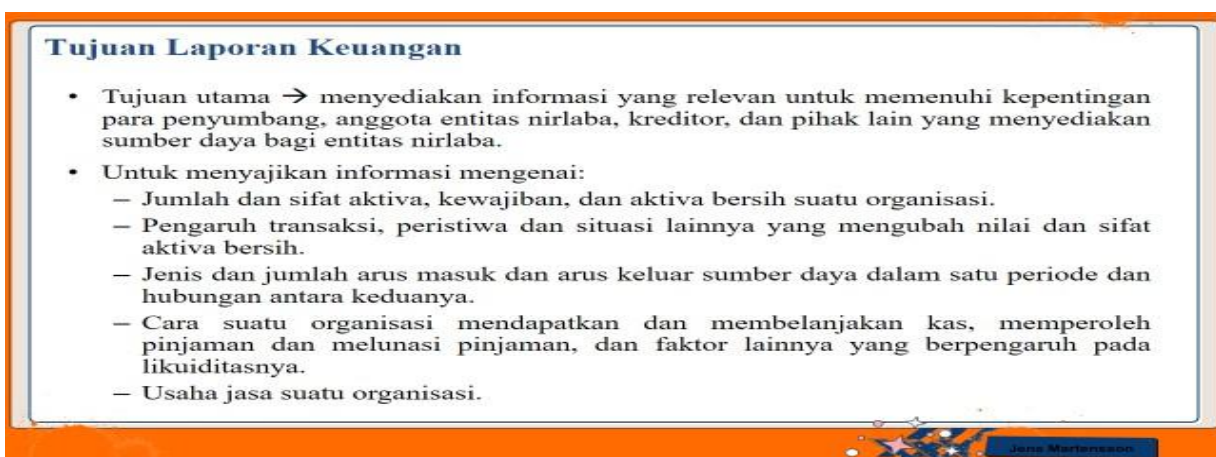 Tujuan Laporan Keuangan
• Tujuan utama → menyediakan informasi yang relevan untuk memenuhi kepentingan
para penyumbang, anggota entitas nirlaba, kreditor, dan pihak lain yang menyediakan
sumber daya bagi entitas nirlaba.
• Untuk menyajikan informasi mengenai:
– Jumlah dan sifat aktiva, kewajiban, dan aktiva bersih suatu organisasi.
– Pengaruh transaksi, peristiwa dan situasi lainnya yang mengubah nilai dan sifat
aktiva bersih.
– Jenis dan jumlah arus masuk dan arus keluar sumber daya dalam satu periode dan
hubungan antara keduanya.
– Cara suatu organisasi mendapatkan dan membelanjakan kas, memperoleh
pinjaman dan melunasi pinjaman, dan faktor lainnya yang berpengaruh pada
likuiditasnya.
– Usaha jasa suatu organisasi.
Jens Martensson